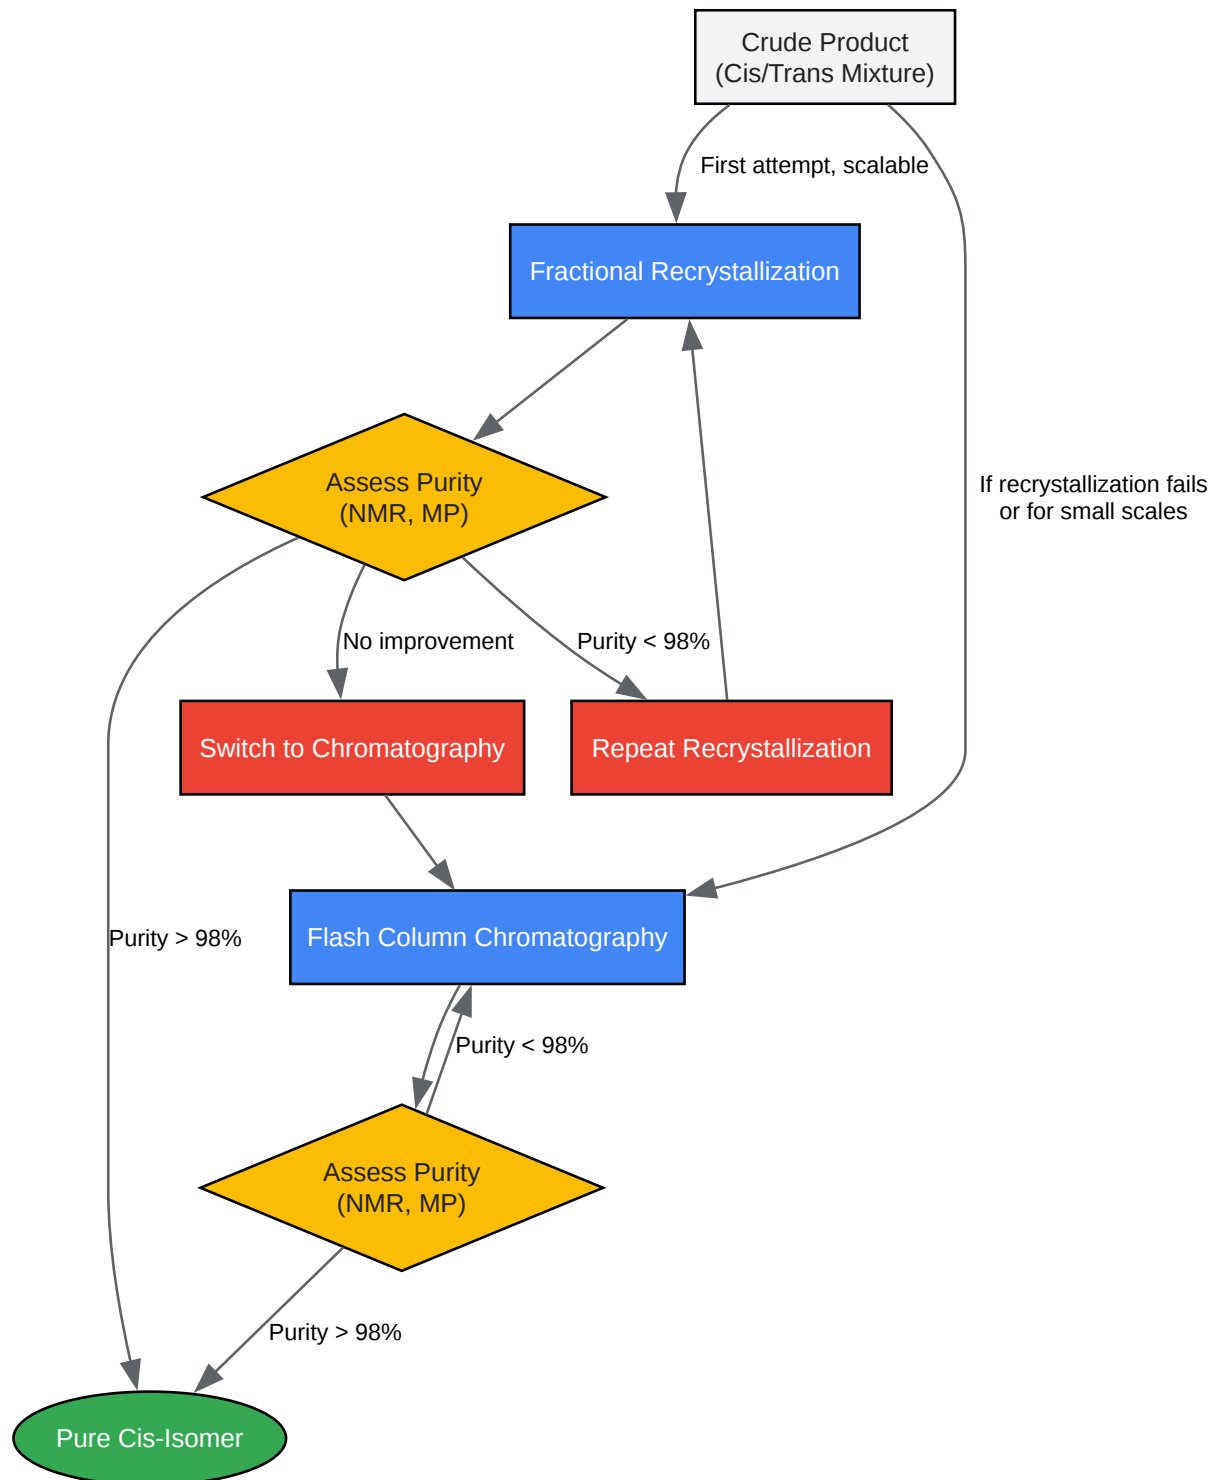 Crude Product
(Cis/Trans Mixture)
First attempt, scalable
Fractional Recrystallization
Assess Purity
(NMR, MP)
If recrystallization fails
or for small scales
No improvement
Purity < 98%
Switch to Chromatography
Repeat Recrystallization
Purity > 98%
Flash Column Chromatography
Purity < 98%
Assess Purity
(NMR, MP)
Purity > 98%
Pure Cis-Isomer